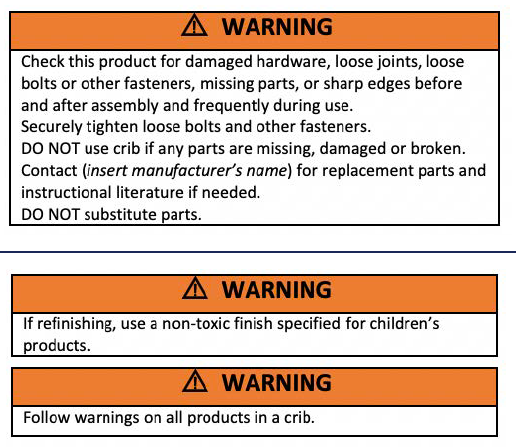 ⚠ WARNING
Check this product for damaged hardware, loose joints, loose
bolts or other fasteners, missing parts, or sharp edges before
and after assembly and frequently during use.
Securely tighten loose bolts and other fasteners.
DO NOT use crib if any parts are missing, damaged or broken.
Contact (insert manufacturer's name) for replacement parts and
instructional literature if needed.
DO NOT substitute parts.
⚠ WARNING
If refinishing, use a non-toxic finish specified for children's
products.
⚠ WARNING
Follow warnings on all products in a crib.